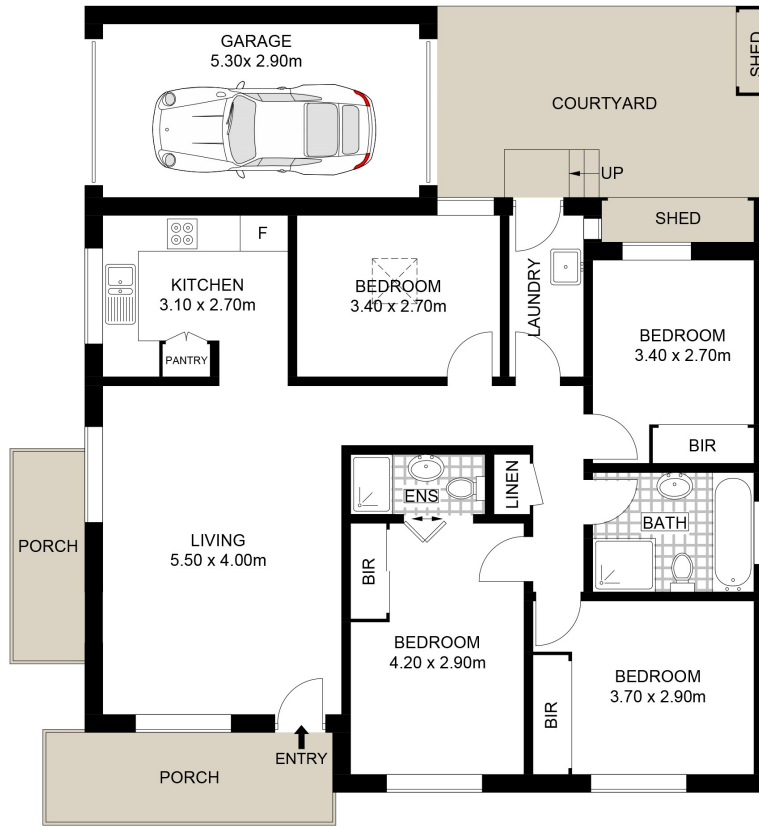 GARAGE
5.30x 2.90m
SHED
COURTYARD
UP
SHED
F
KITCHEN
3.10 x 2.70m
BEDROOM
3.40 x 2.70m
LAUNDRY
BEDROOM
3.40 x 2.70m
PANTRY
BIR
LINEN
ENS
BATH
PORCH
LIVING
5.50 x 4.00m
BIR
BEDROOM
4.20 x 2.90m
BEDROOM
3.70 x 2.90m
BIR
ENTRY
PORCH